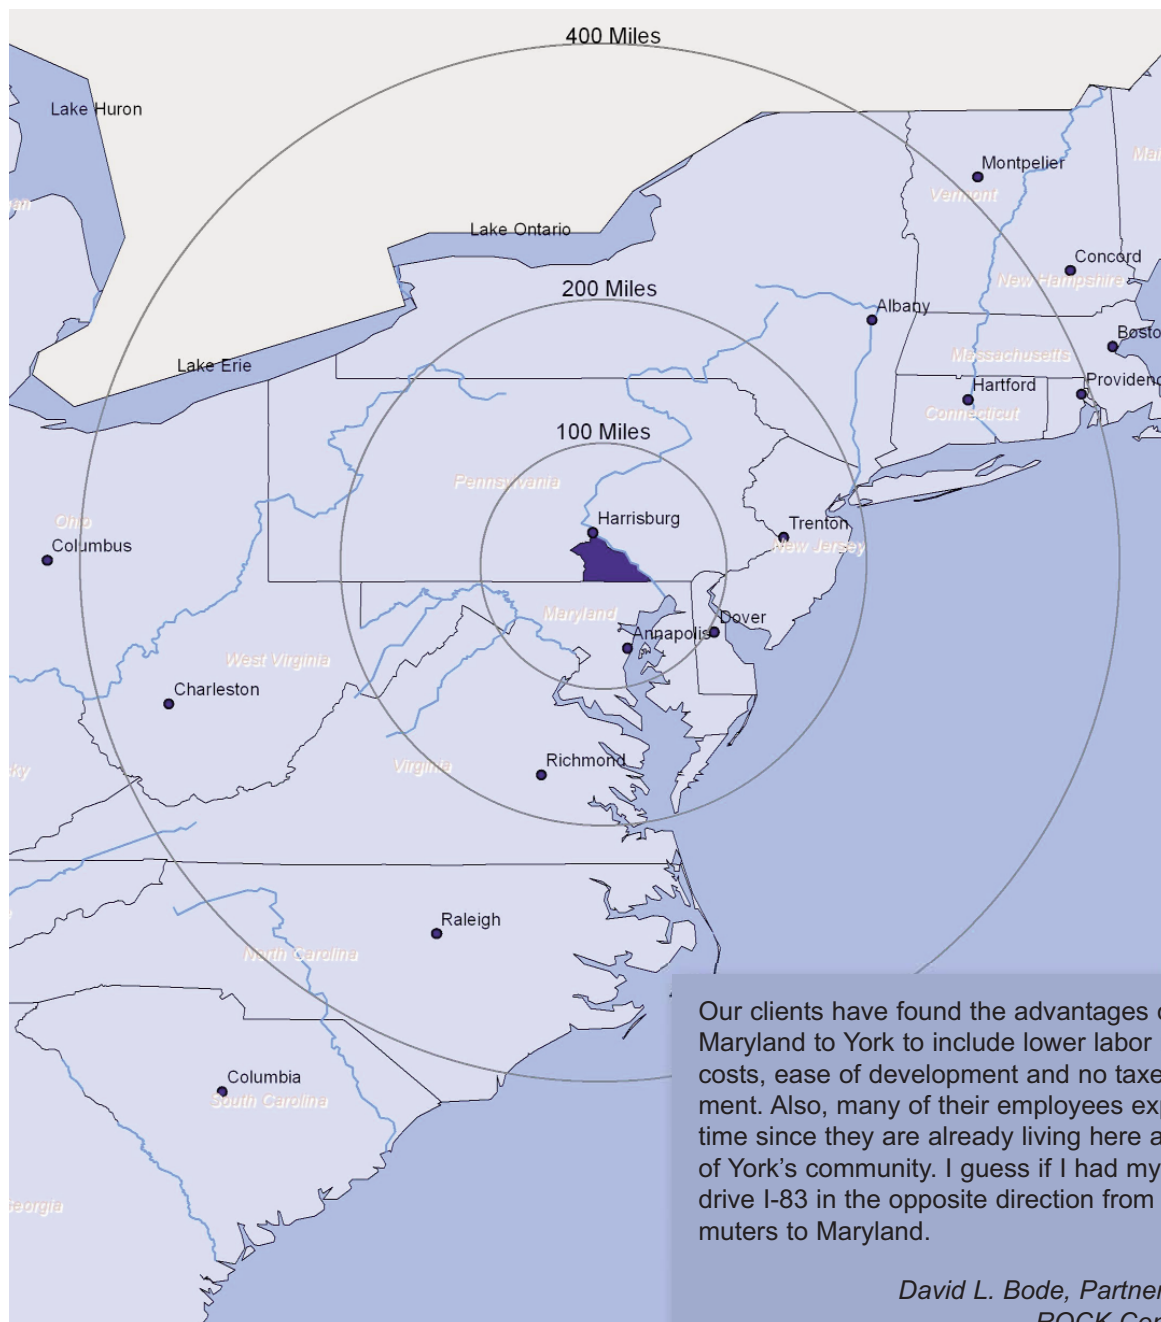 400 Miles
Lake Huron
Montpelier
Vermont
Lake Ontario
Concord
New Hampshire
200 Miles
Albany
Lake Erie
Massachusetts
Hartford
Connecticut
100 Miles
Pennsylvania
Harrisburg
Trenton
New Jersey
Ohio
Columbus
Maryland
Dover
Annapolis
West Virginia
Charleston
Virginia
Richmond
Raleigh
North Carolina
Columbia
South Carolina
Our clients have found the advantages
Maryland to York to include lower labor
costs, ease of development and no taxe
ment. Also, many of their employees exp
time since they are already living here a
of York's community. I guess if I had my
drive I-83 in the opposite direction from
muters to Maryland.
David L. Bode, Partner